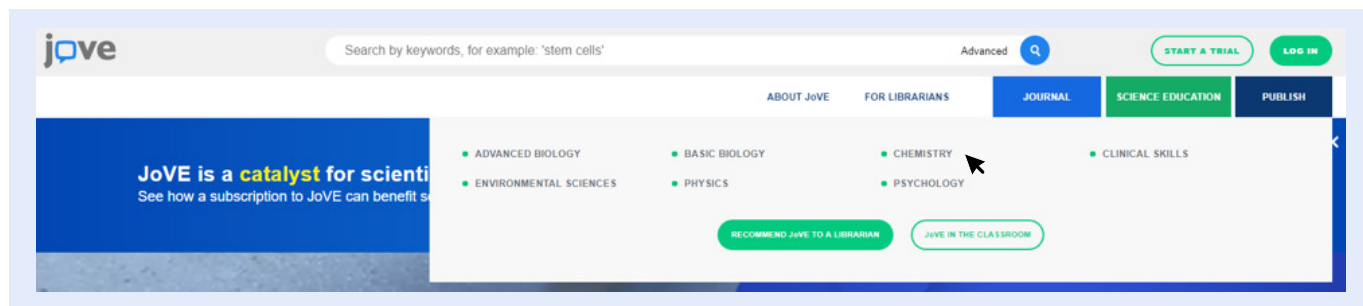 jove
Search by keywords, for example: 'stem cells'
Advanced
START A TRIAL
LOG IN
ABOUT JoVE
FOR LIBRARIANS
JOURNAL
SCIENCE EDUCATION
PUBLISH
JoVE is a catalyst for scienti
See how a subscription to JoVE can benefit s
ADVANCED BIOLOGY
BASIC BIOLOGY
CHEMISTRY
CLINICAL SKILLS
ENVIRONMENTAL SCIENCES
PHYSICS
PSYCHOLOGY
RECOMMEND JoVE TO A LIBRARIAN
JoVE IN THE CLASSROOM